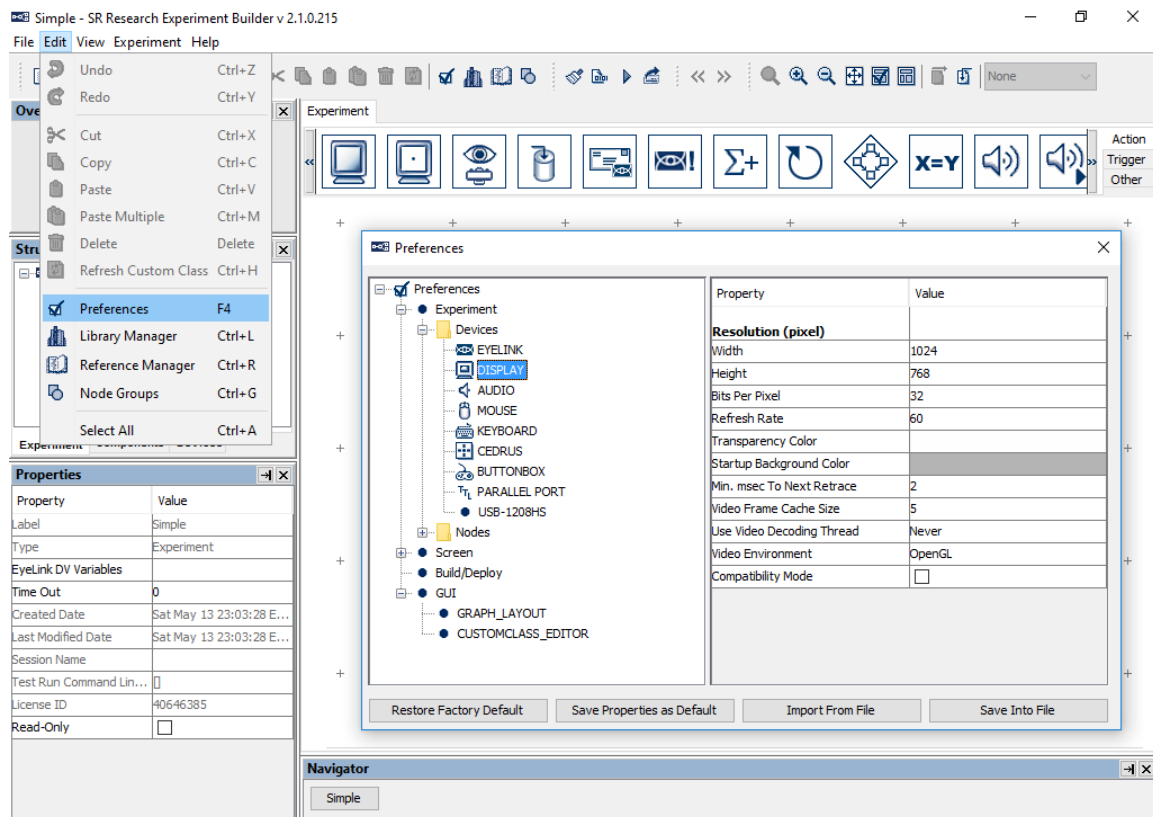 Simple - SR Research Experiment Builder v 2.1.0.215
File Edit View Experiment Help
Undo Ctrl+Z
Redo Ctrl+Y
Cut Ctrl+X
Copy Ctrl+C
Paste Ctrl+V
Paste Multiple Ctrl+M
Delete Delete
Refresh Custom Class Ctrl+H
Preferences F4
Library Manager Ctrl+L
Reference Manager Ctrl+R
Node Groups Ctrl+G
Select All Ctrl+A
None
Ove
Stru
Experiment
X=Y
Σ+
Action
Trigger
Other
Preferences
Preferences
Experiment
Devices
EYELINK
DISPLAY
AUDIO
MOUSE
KEYBOARD
CEDRUS
BUTTONBOX
TTL PARALLEL PORT
USB-1208HS
Nodes
Screen
Build/Deploy
GUI
GRAPH_LAYOUT
CUSTOMCLASS_EDITOR
Property Value
Resolution (pixel)
Width 1024
Height 768
Bits Per Pixel 32
Refresh Rate 60
Transparency Color
Startup Background Color
Min. msec To Next Retrace 2
Video Frame Cache Size 5
Use Video Decoding Thread Never
Video Environment OpenGL
Compatibility Mode
Restore Factory Default Save Properties as Default Import From File Save Into File
Experiment
Properties
Property Value
Label Simple
Type Experiment
EyeLink DV Variables
Time Out 0
Created Date Sat May 13 23:03:28 E...
Last Modified Date Sat May 13 23:03:28 E...
Session Name
Test Run Command Lin... []
License ID 40646385
Read-Only
Navigator
Simple